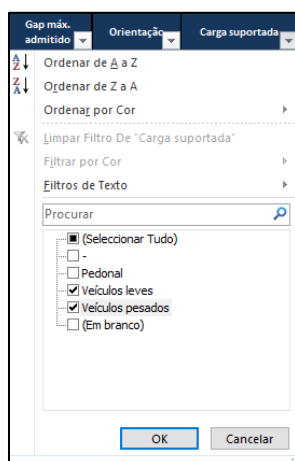 Gap máx. admitido Orientação Carga suportada
Ordenar de A a Z
Ordenar de Z a A
Ordenar por Cor
Limpar Filtro De "Carga suportada"
Filtrar por Cor
Filtros de Texto
Procurar
(Seleccionar Tudo)
-
Pedonal
Veículos leves
Veículos pesados
(Em branco)
OK Cancelar